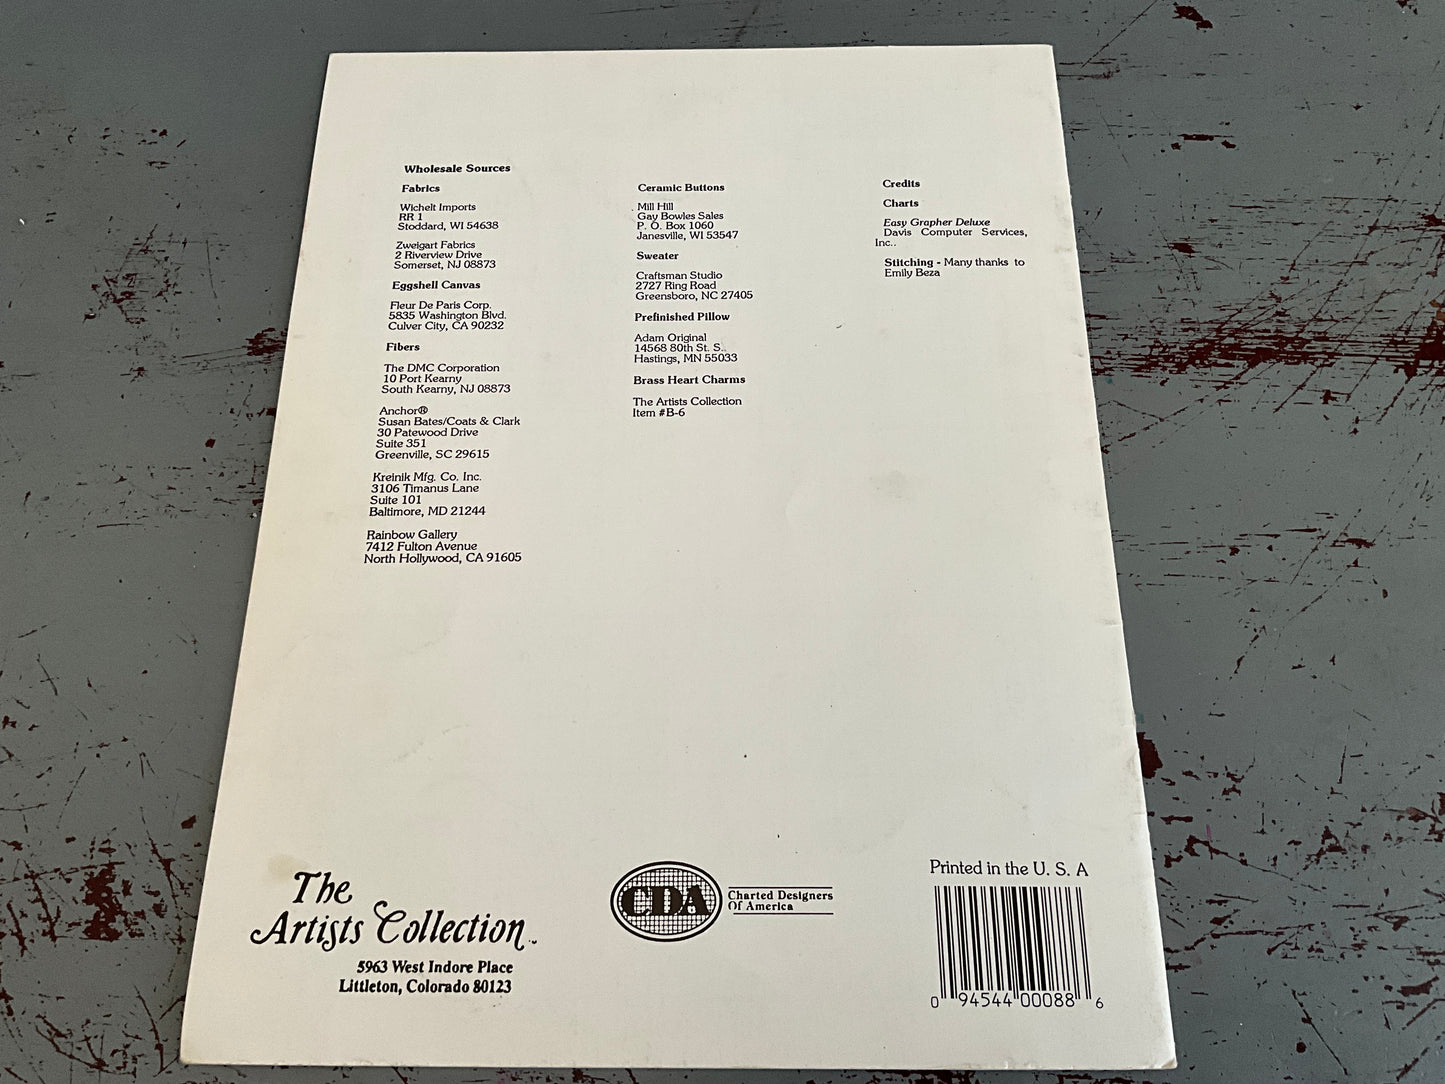 Wholesale Sources
Fabrics
Wichelt Imports
RR 1
Stoddard, WI 54638
Zweigart Fabrics
2 Riverview Drive
Somerset, NJ 08873
Eggshell Canvas
Fleur De Paris Corp.
5835 Washington Blvd.
Culver City, CA 90232
Fibers
The DMC Corporation
10 Port Kearny
South Kearny, NJ 08873
Anchor®
Susan Bates/Coats & Clark
30 Patewood Drive
Suite 351
Greenville, SC 29615
Kreinik Mfg. Co. Inc.
3106 Timanus Lane
Suite 101
Baltimore, MD 21244
Rainbow Gallery
7412 Fulton Avenue
North Hollywood, CA 91605
Ceramic Buttons
Mill Hill
Gay Bowles Sales
P. O. Box 1060
Janesville, WI 53547
Sweater
Craftsman Studio
2727 Ring Road
Greensboro, NC 27405
Prefinished Pillow
Adam Original
14568 80th St. S..
Hastings, MN 55033
Brass Heart Charms
The Artists Collection
Item #B-6
Credits
Charts
Easy Grapher Deluxe
Davis Computer Services,
Inc..
Stitching - Many thanks to
Emily Beza
The
Artists Collection
5963 West Indore Place
Littleton, Colorado 80123
CDA
Charted Designers
Of America
Printed in the U. S. A
0 94544 00088 6